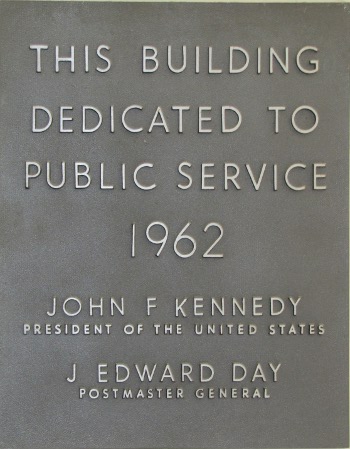 THIS BUILDING
DEDICATED TO
PUBLIC SERVICE
1962
JOHN F KENNEDY
PRESIDENT OF THE UNITED STATES
J EDWARD DAY
POSTMASTER GENERAL